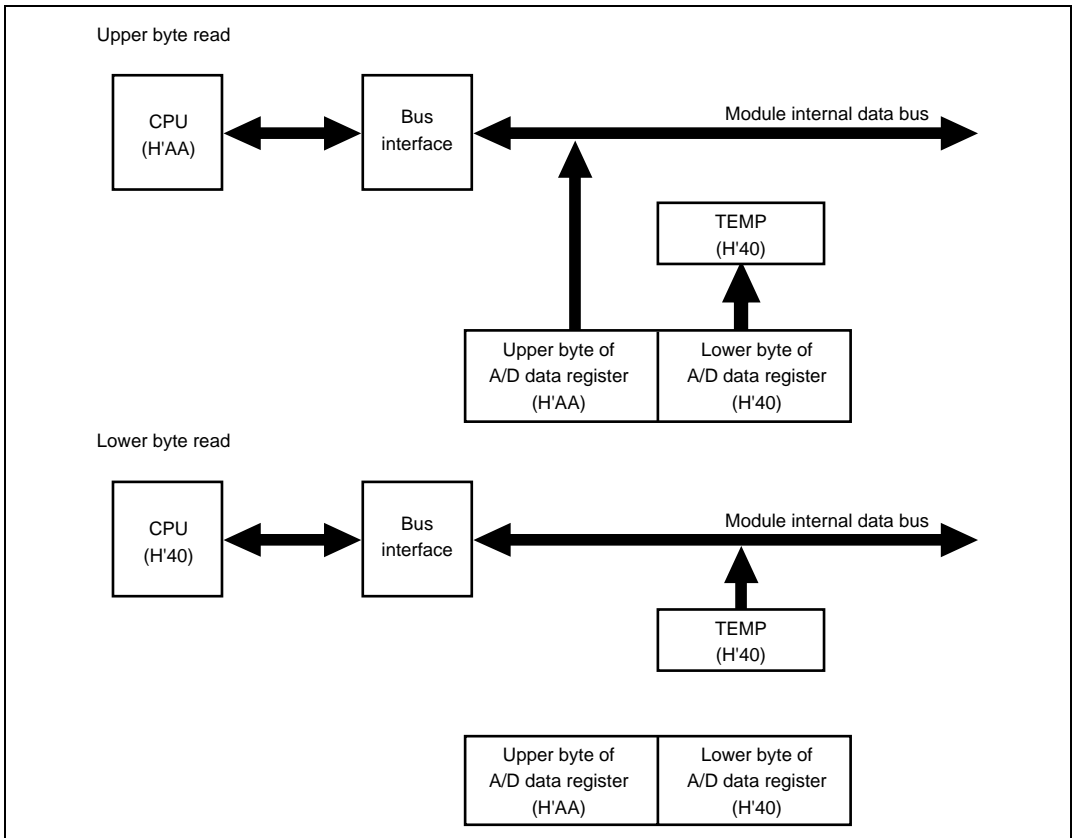 Upper byte read
CPU
(H'AA)
Bus
interface
Module internal data bus
TEMP
(H'40)
Upper byte of
A/D data register
(H'AA)
Lower byte of
A/D data register
(H'40)
Lower byte read
CPU
(H'40)
Bus
interface
Module internal data bus
TEMP
(H'40)
Upper byte of
A/D data register
(H'AA)
Lower byte of
A/D data register
(H'40)